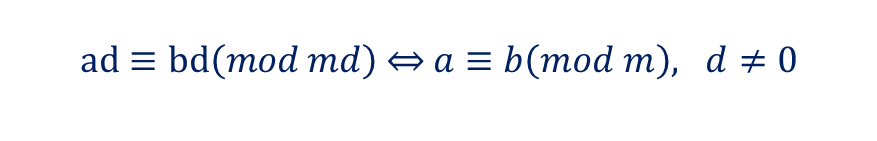 ad ≡ bd(mod md) ⇔ a ≡ b(mod m), d ≠ 0